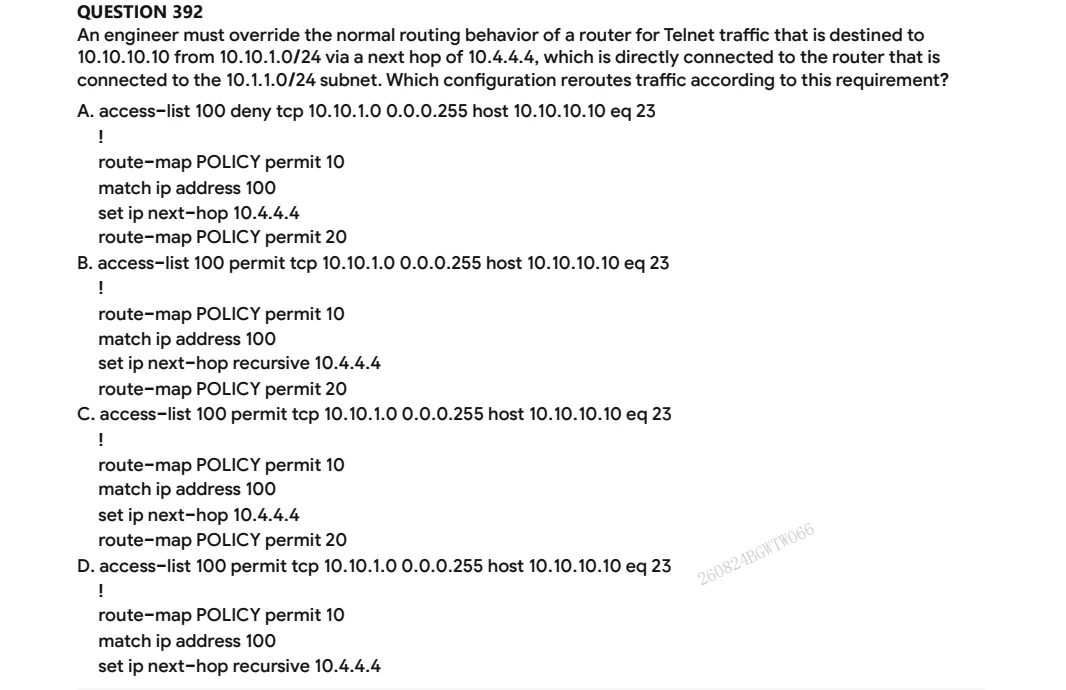 QUESTION 392
An engineer must override the normal routing behavior of a router for Telnet traffic that is destined to
10.10.10.10 from 10.10.1.0/24 via a next hop of 10.4.4.4, which is directly connected to the router that is
connected to the 10.1.1.0/24 subnet. Which configuration reroutes traffic according to this requirement?
A. access-list 100 deny tcp 10.10.1.0 0.0.0.255 host 10.10.10.10 eq 23
!
route-map POLICY permit 10
match ip address 100
set ip next-hop 10.4.4.4
route-map POLICY permit 20
B. access-list 100 permit tcp 10.10.1.0 0.0.0.255 host 10.10.10.10 eq 23
!
route-map POLICY permit 10
match ip address 100
set ip next-hop recursive 10.4.4.4
route-map POLICY permit 20
C. access-list 100 permit tcp 10.10.1.0 0.0.0.255 host 10.10.10.10 eq 23
!
route-map POLICY permit 10
match ip address 100
set ip next-hop 10.4.4.4
route-map POLICY permit 20
D. access-list 100 permit tcp 10.10.1.0 0.0.0.255 host 10.10.10.10 eq 23
!
route-map POLICY permit 10
match ip address 100
set ip next-hop recursive 10.4.4.4
260824BGWTW066